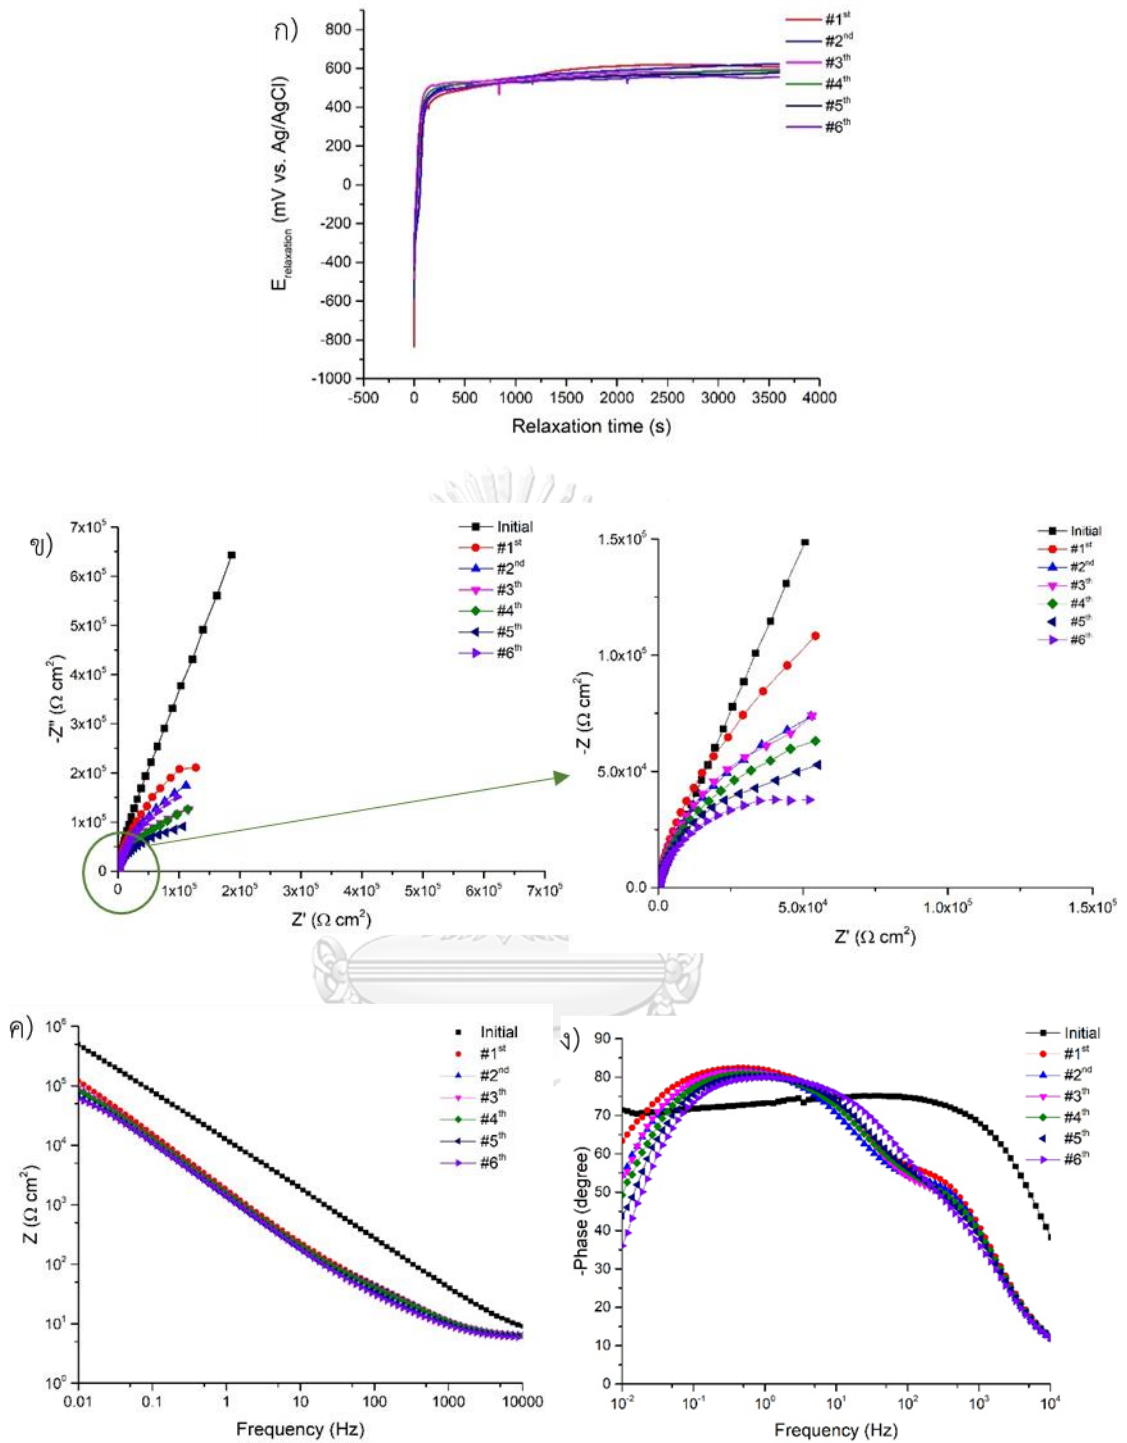 ก)
800
600
400
200
0
-200
-400
-600
-800
-1000
-500 0 500 1000 1500 2000 2500 3000 3500 4000
E relaxation (mV vs. Ag/AgCl)
Relaxation time (s)
#1st
#2nd
#3th
#4th
#5th
#6th
ข)
7x10⁵
6x10⁵
5x10⁵
4x10⁵
3x10⁵
2x10⁵
1x10⁵
0
0 1x10⁵ 2x10⁵ 3x10⁵ 4x10⁵ 5x10⁵ 6x10⁵ 7x10⁵
-Z" (Ω cm²)
Z' (Ω cm²)
Initial
#1st
#2nd
#3th
#4th
#5th
#6th
1.5x10⁵
1.0x10⁵
5.0x10⁴
0.0
0.0 5.0x10⁴ 1.0x10⁵ 1.5x10⁵
-Z (Ω cm²)
Z' (Ω cm²)
Initial
#1st
#2nd
#3th
#4th
#5th
#6th
ค)
10⁶
10⁵
10⁴
10³
10²
10¹
10⁰
0.01 0.1 1 10 100 1000 10000
Z (Ω cm²)
Frequency (Hz)
Initial
#1st
#2nd
#3th
#4th
#5th
#6th
ง)
90
80
70
60
50
40
30
20
10
0
10⁻² 10⁻¹ 10⁰ 10¹ 10² 10³ 10⁴
-Phase (degree)
Frequency (Hz)
Initial
#1st
#2nd
#3th
#4th
#5th
#6th